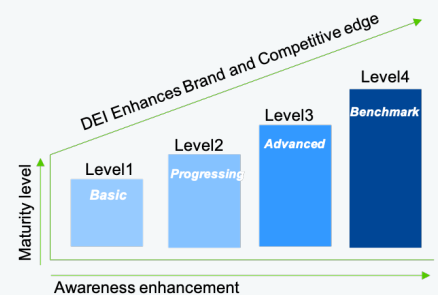 DEI Enhances Brand and Competitive edge
Level4
Benchmark
Level3
Advanced
Level2
Progressing
Level1
Basic
Maturity level
Awareness enhancement